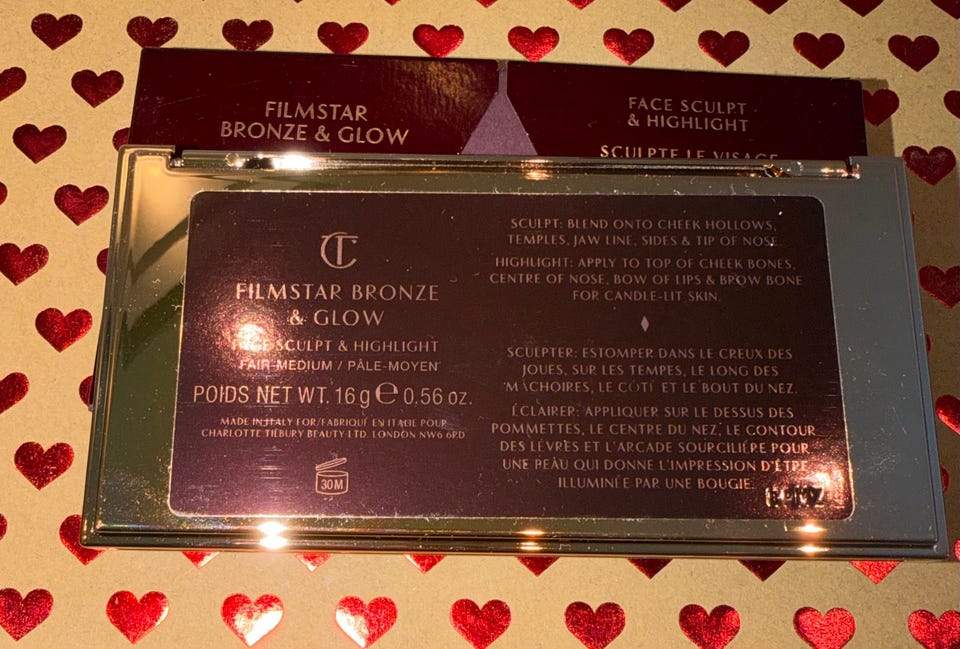 FILMSTAR
BRONZE & GLOW
FACE SCULPT
& HIGHLIGHT
SCULPTE LE VISAGE
CT
FILMSTAR BRONZE
& GLOW
FACE SCULPT & HIGHLIGHT
FAIR-MEDIUM / PÂLE-MOYEN
POIDS NET WT. 16g ℮ 0.56 oz.
MADE IN ITALY FOR/FABRIQUÉ EN ITALIE POUR
CHARLOTTE TILBURY BEAUTY LTD. LONDON NW6 6RD
30M
SCULPT: BLEND ONTO CHEEK HOLLOWS,
TEMPLES, JAW LINE, SIDES & TIP OF NOSE.
HIGHLIGHT: APPLY TO TOP OF CHEEK BONES,
CENTRE OF NOSE, BOW OF LIPS & BROW BONE
FOR CANDLE-LIT SKIN.
SCULPTER: ESTOMPER DANS LE CREUX DES
JOUES, SUR LES TEMPES, LE LONG DES
MÂCHOIRES, LE CÔTÉ ET LE BOUT DU NEZ.
ÉCLAIRER: APPLIQUER SUR LE DESSUS DES
POMMETTES, LE CENTRE DU NEZ, LE CONTOUR
DES LÈVRES ET L'ARCADE SOURCILIÈRE POUR
UNE PEAU QUI DONNE L'IMPRESSION D'ÊTRE
ILLUMINÉE PAR UNE BOUGIE.